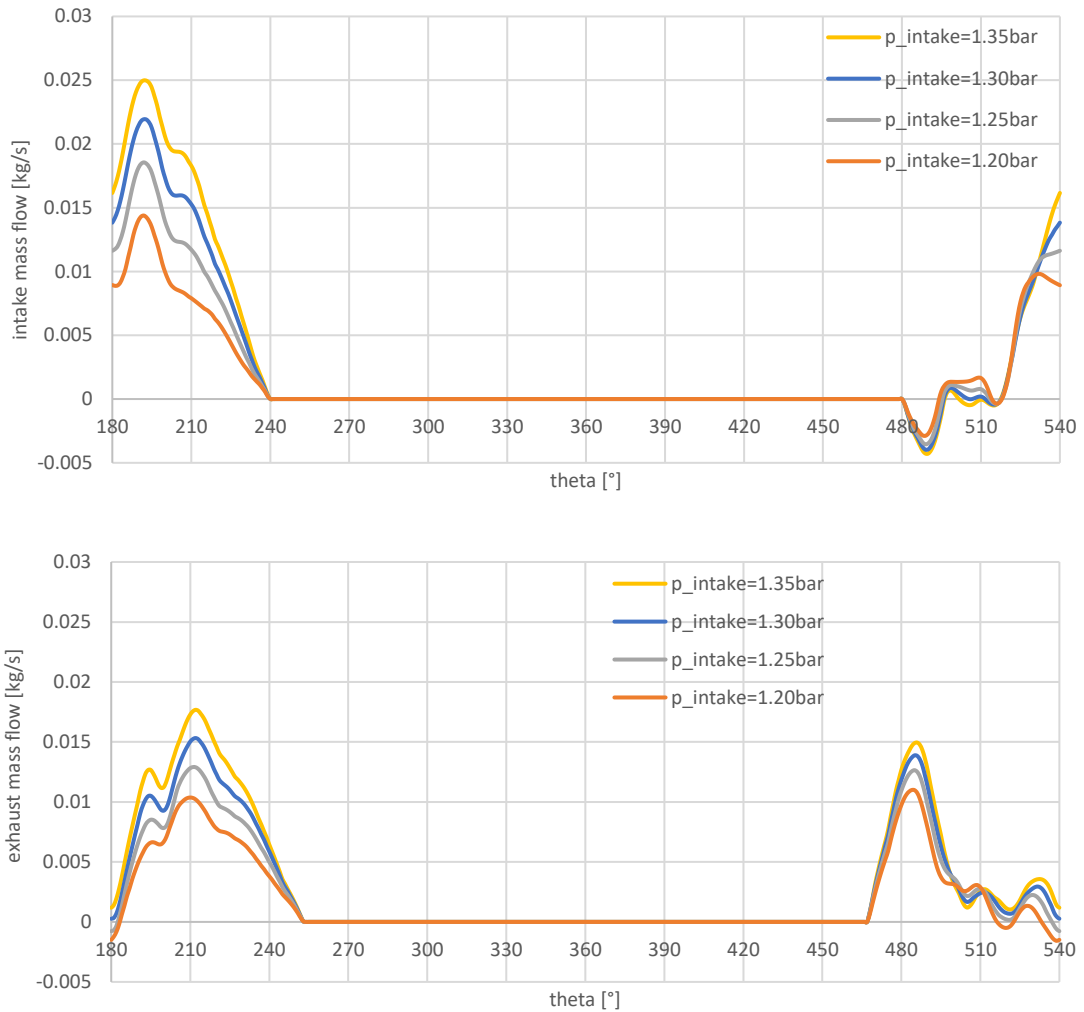 0.03
0.025
0.02
0.015
0.01
0.005
0
-0.005
intake mass flow [kg/s]
p_intake=1.35bar
p_intake=1.30bar
p_intake=1.25bar
p_intake=1.20bar
180 210 240 270 300 330 360 390 420 450 480 510 540
theta [°]
0.03
0.025
0.02
0.015
0.01
0.005
0
-0.005
exhaust mass flow [kg/s]
p_intake=1.35bar
p_intake=1.30bar
p_intake=1.25bar
p_intake=1.20bar
180 210 240 270 300 330 360 390 420 450 480 510 540
theta [°]